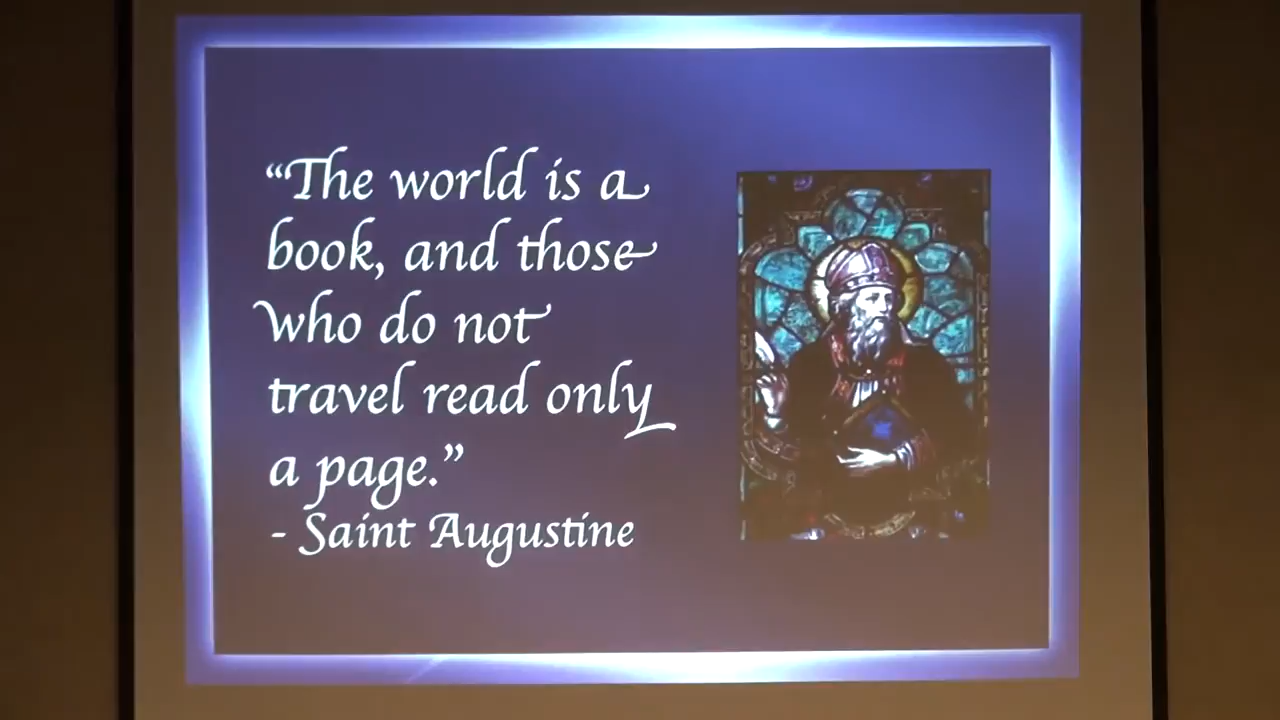 “The world is a
book, and those
who do not
travel read only
a page.”
- Saint Augustine